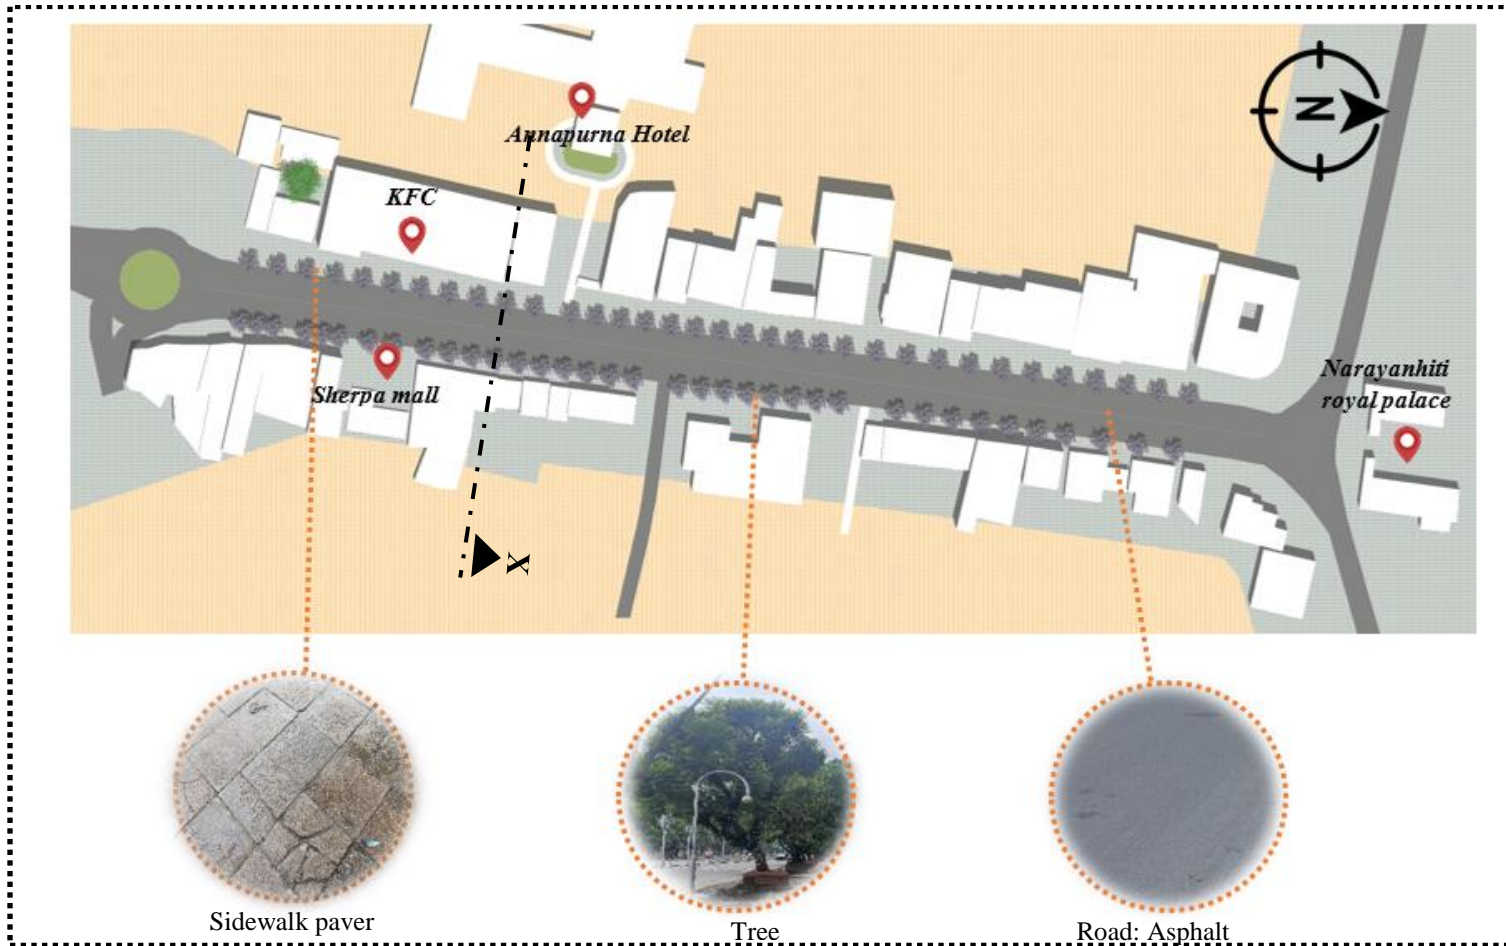 N
Annapurna Hotel
KFC
Sherpa mall
Narayanhiti
royal palace
X
Sidewalk paver
Tree
Road: Asphalt